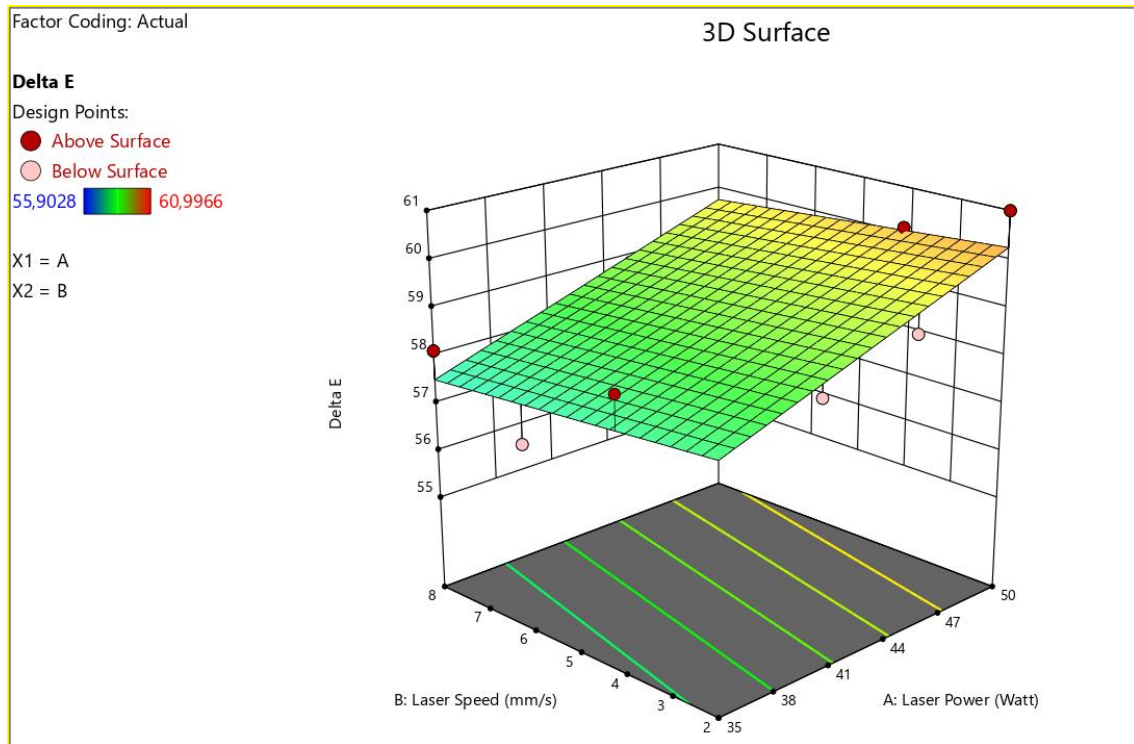 Factor Coding: Actual
3D Surface
Delta E
Design Points:
Above Surface
Below Surface
55,9028 60,9966
X1 = A
X2 = B
61
60
59
58
57
56
55
Delta E
8
7
6
5
4
3
2
35
38
41
44
47
50
B: Laser Speed (mm/s)
A: Laser Power (Watt)